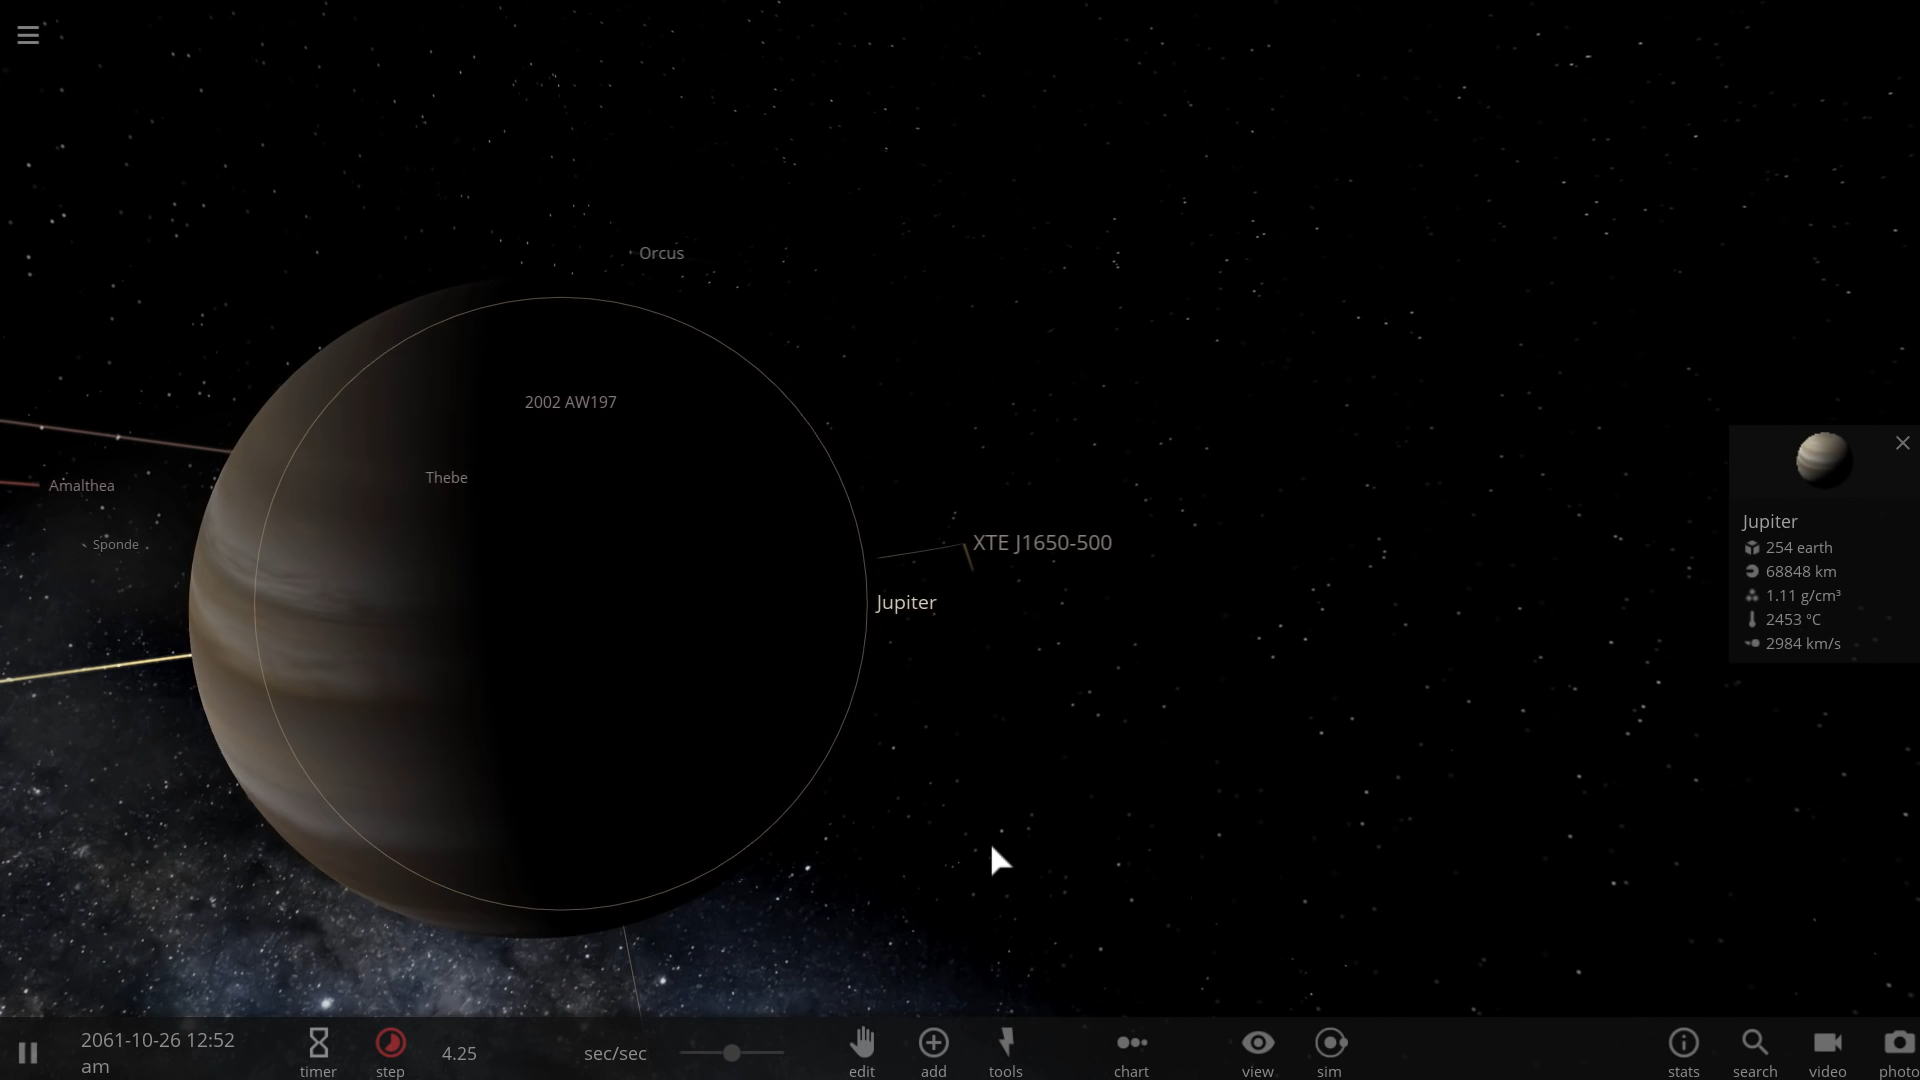 Orcus
2002 AW197
Thebe
Amalthea
Sponde
XTE J1650-500
Jupiter
Jupiter
254 earth
68848 km
1.11 g/cm³
2453 °C
2984 km/s
2061-10-26 12:52
am
timer
step
4.25
sec/sec
edit
add
tools
chart
view
sim
stats
search
video
photo